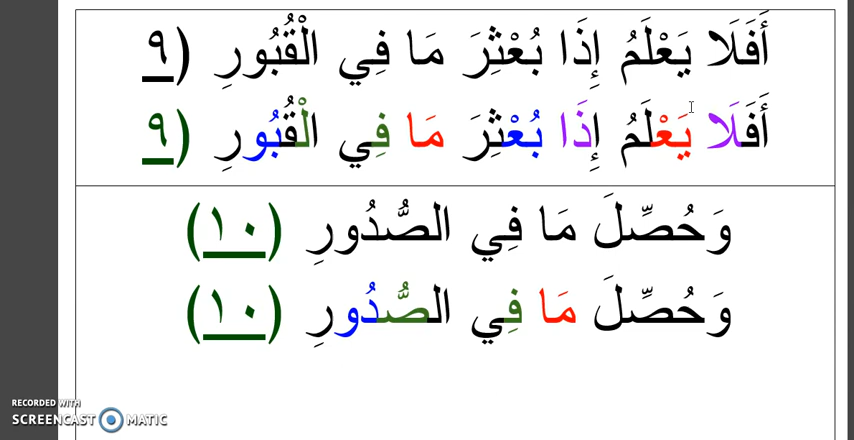 أَفَلَا يَعْلَمُ إِذَا بُعْثِرَ مَا فِي الْقُبُورِ (٩
أَفَلَا يَعْلَمُ إِذَا بُعْثِرَ مَا فِي الْقُبُورِ (٩
وَحُصِّلَ مَا فِي الصُّدُورِ (١٠)
وَحُصِّلَ مَا فِي الصُّدُورِ (١٠)
RECORDED WITH
SCREENCAST MATIC